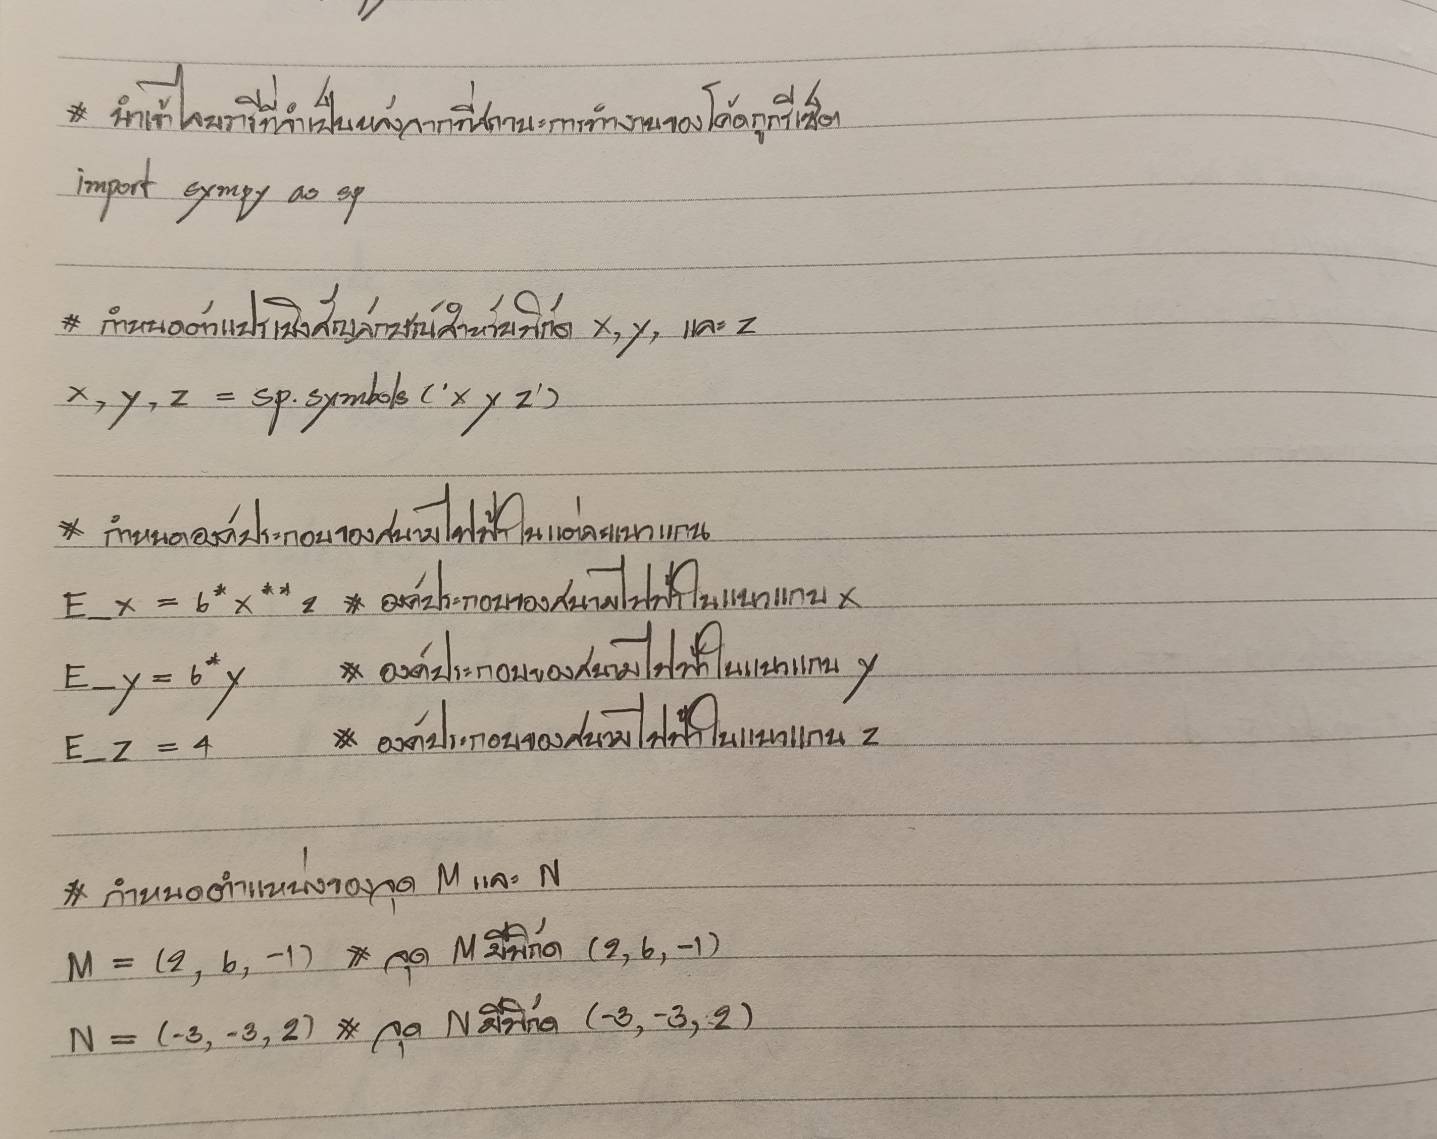 # นำเข้าไลบรารีที่จำเป็นหลังจากที่สถานะการทำงานของโค้ดถูกรีเซ็ต
import sympy as sp
# กำหนดตัวแปรเชิงสัญลักษณ์สำหรับพิกัด x, y, และ z
x, y, z = sp.symbols('x y z')
# กำหนดองค์ประกอบของสนามไฟฟ้าในแต่ละแนวแกน
E_x = 6*x**2 # องค์ประกอบของสนามไฟฟ้าในแนวแกน x
E_y = 6*y # องค์ประกอบของสนามไฟฟ้าในแนวแกน y
E_z = 4 # องค์ประกอบของสนามไฟฟ้าในแนวแกน z
# กำหนดตำแหน่งของจุด M และ N
M = (2, 6, -1) # จุด M มีพิกัด (2, 6, -1)
N = (-3, -3, 2) # จุด N มีพิกัด (-3, -3, 2)